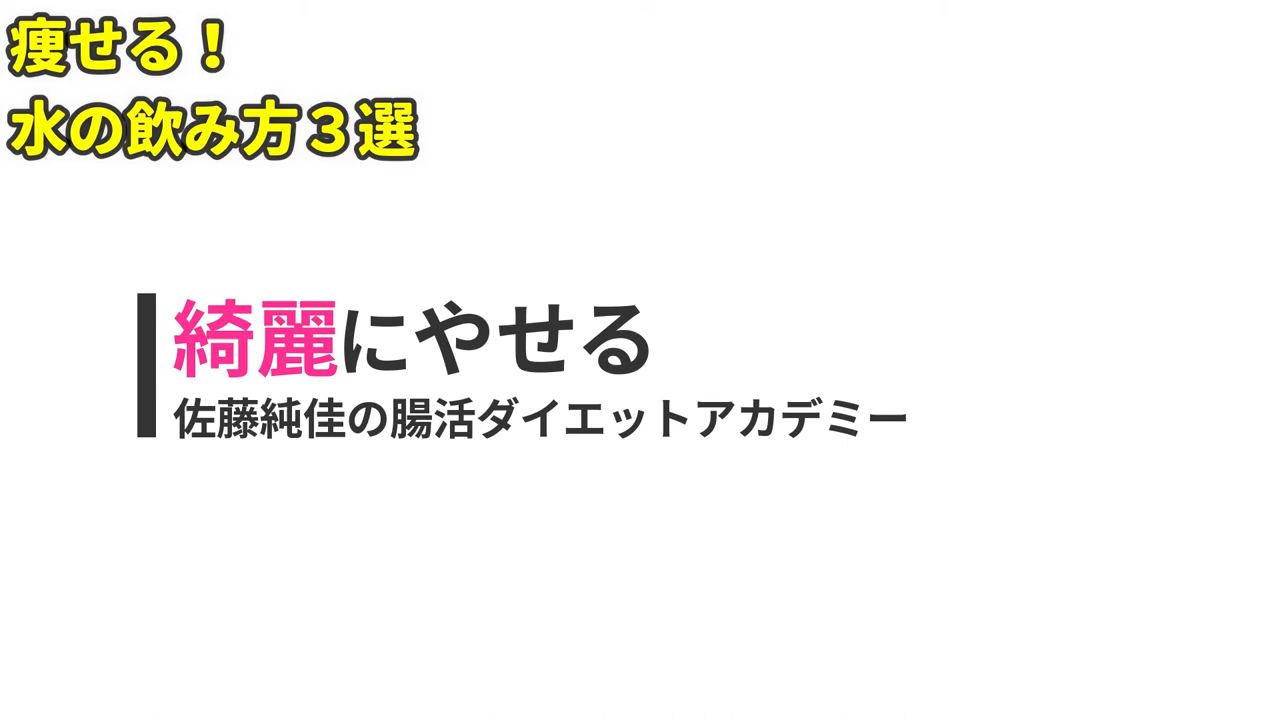 痩せる！
水の飲み方３選
綺麗にやせる
佐藤純佳の腸活ダイエットアカデミー